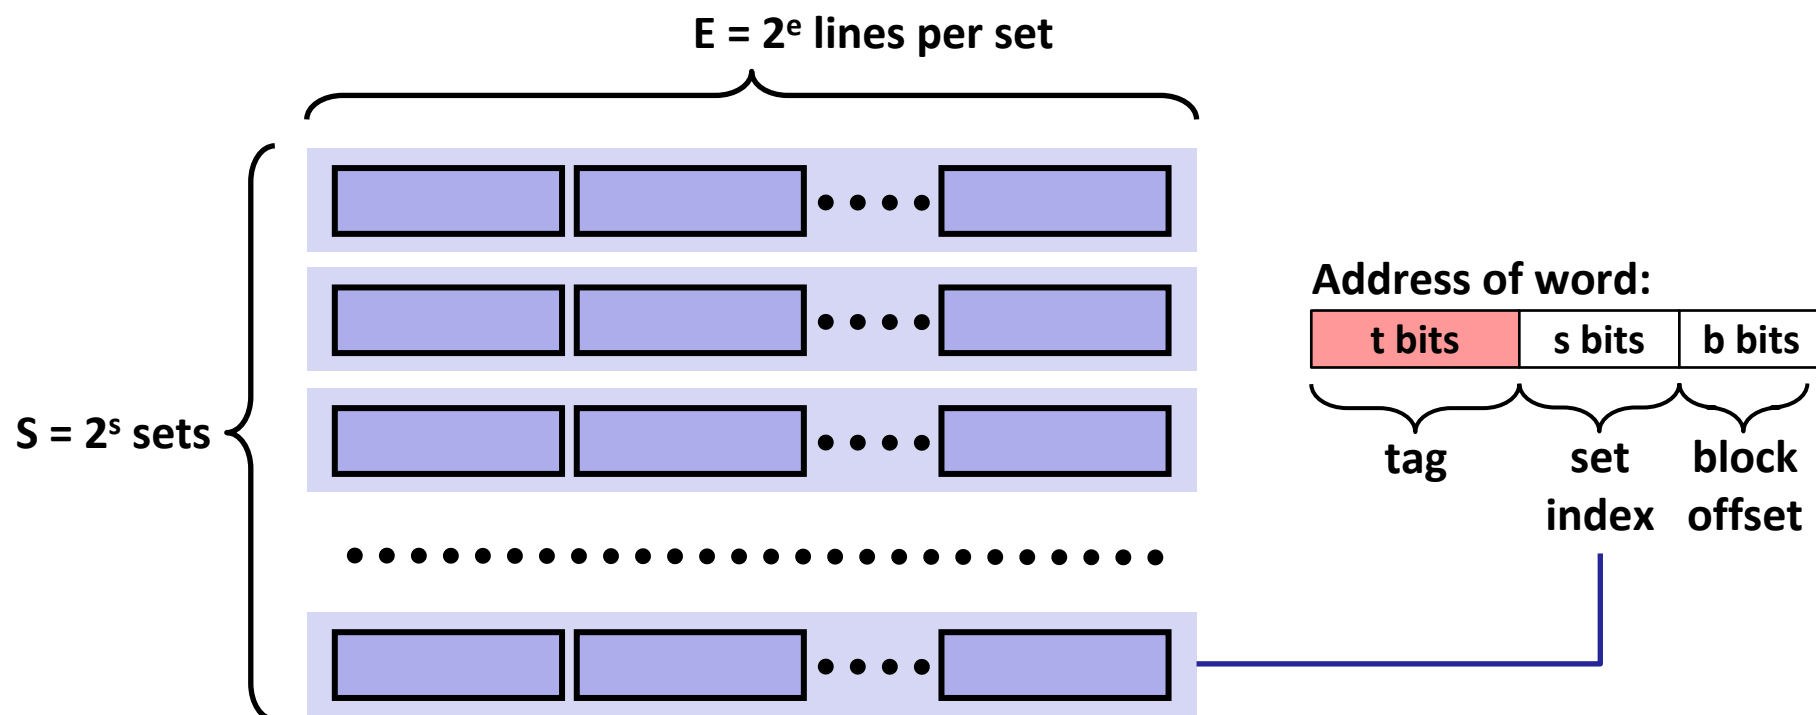 E = 2ᵉ lines per set
S = 2ˢ sets
Address of word:
t bits s bits b bits
tag set block
index offset